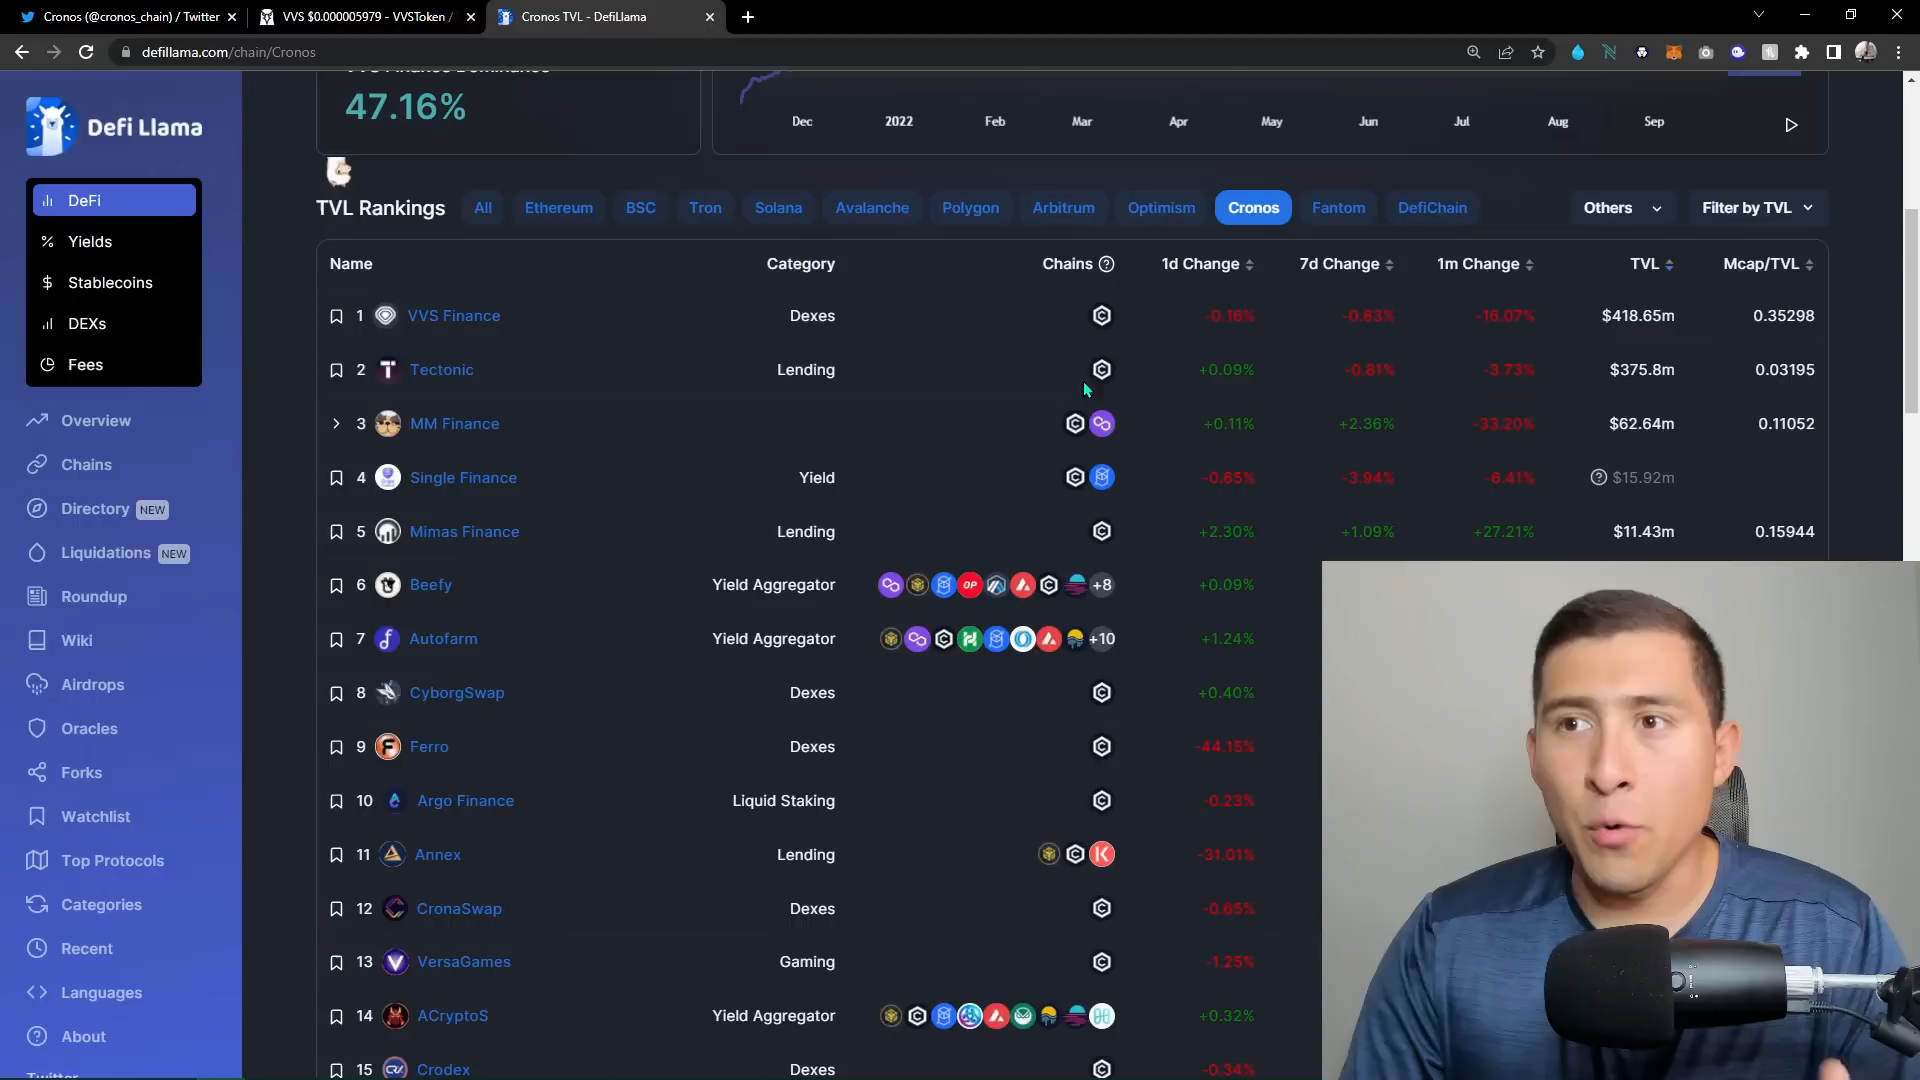 Cronos (@cronos_chain) / Twitter
VVS $0.000005979 - VVSToken /
Cronos TVL - DefiLlama
defillama.com/chain/Cronos
Defi Llama
DeFi
Yields
Stablecoins
DEXs
Fees
Overview
Chains
Directory NEW
Liquidations NEW
Roundup
Wiki
Airdrops
Oracles
Forks
Watchlist
Top Protocols
Categories
Recent
Languages
About
Twitter
VVS Finance Dominance
47.16%
Dec 2022 Feb Mar Apr May Jun Jul Aug Sep
TVL Rankings All Ethereum BSC Tron Solana Avalanche Polygon Arbitrum Optimism Cronos Fantom DefiChain Others Filter by TVL
Name Category Chains 1d Change 7d Change 1m Change TVL Mcap/TVL
1 VVS Finance Dexes -0.16% -0.63% -16.07% $418.65m 0.35298
2 Tectonic Lending +0.09% -0.81% -3.73% $375.8m 0.03195
3 MM Finance +0.11% +2.36% -33.20% $62.64m 0.11052
4 Single Finance Yield -0.65% -3.94% -6.41% $15.92m
5 Mimas Finance Lending +2.30% +1.09% +27.21% $11.43m 0.15944
6 Beefy Yield Aggregator OP +8 +0.09%
7 Autofarm Yield Aggregator +10 +1.24%
8 CyborgSwap Dexes +0.40%
9 Ferro Dexes -44.15%
10 Argo Finance Liquid Staking -0.23%
11 Annex Lending -31.01%
12 CronaSwap Dexes -0.65%
13 VersaGames Gaming -1.25%
14 ACryptoS Yield Aggregator +0.32%
15 Crodex Dexes -0.34%